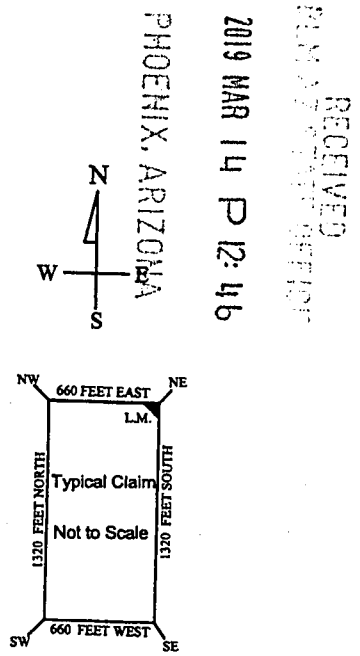 RECEIVED
2019 MAR 14 P 12:46
PHOENIX, ARIZONA
N
W
E
S
NW
660 FEET EAST
NE
L.M.
1320 FEET NORTH
Typical Claim
Not to Scale
1320 FEET SOUTH
SW
660 FEET WEST
SE